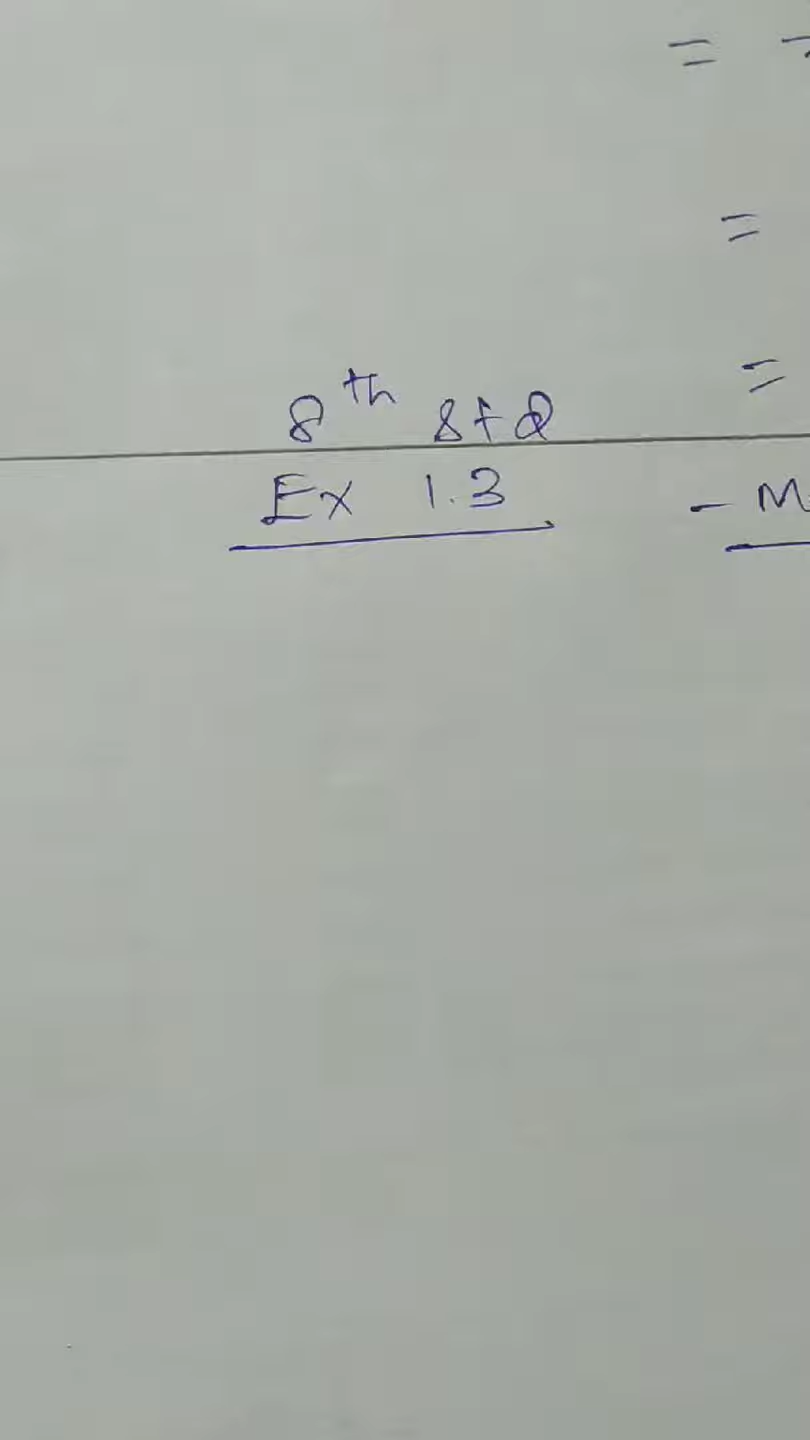 =
=
=
8th Std
Ex 1.3 - M